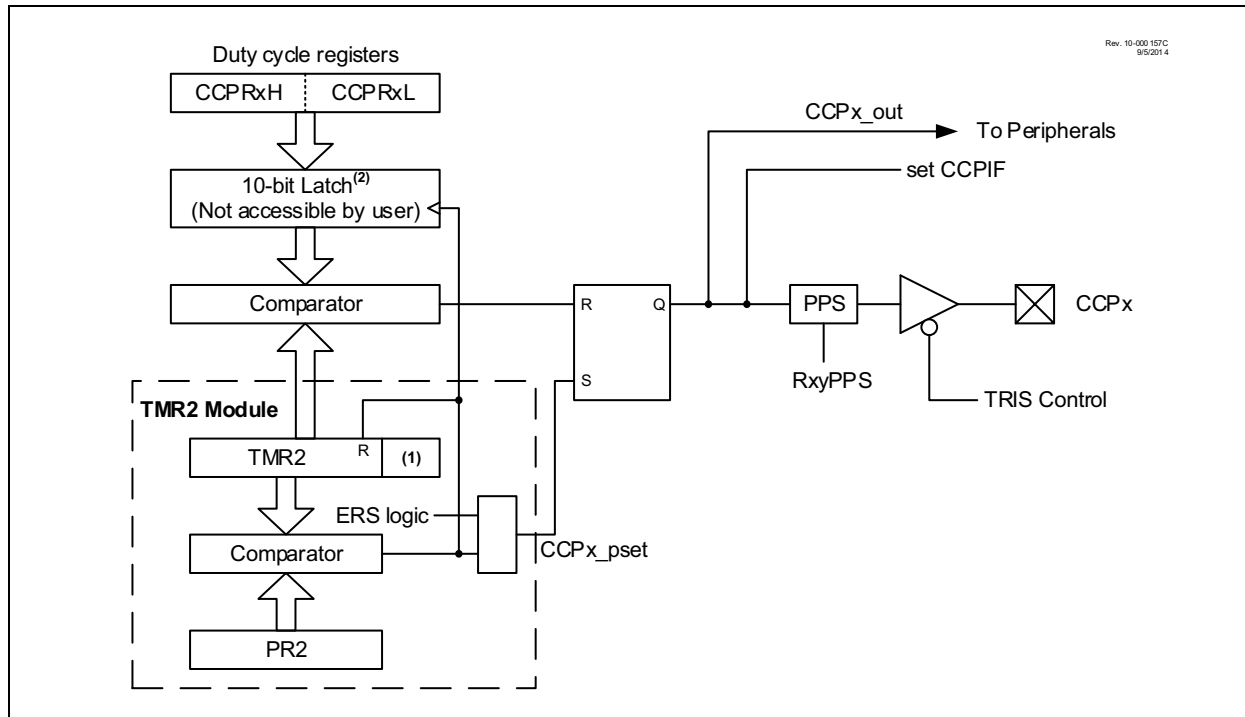 Rev. 10-000 157C
9/5/201 4
Duty cycle registers
CCPRxH CCPRxL
CCPx_out
To Peripherals
set CCPIF
10-bit Latch(2)
(Not accessible by user)
Comparator
R Q
S
PPS
CCPx
RxyPPS
TRIS Control
TMR2 Module
TMR2 R (1)
ERS logic
CCPx_pset
Comparator
PR2